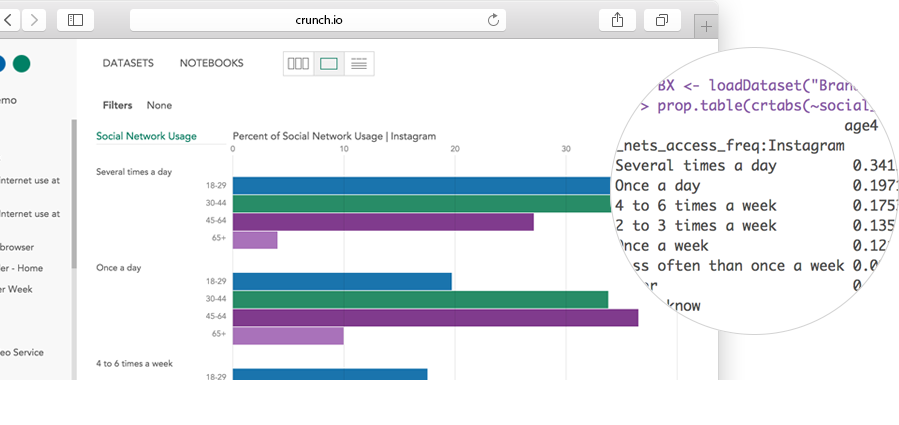 crunch.io
DATASETS NOTEBOOKS
Filters None
Social Network Usage
Percent of Social Network Usage | Instagram
0 10 20 30
Several times a day
18-29
30-44
45-64
65+
Once a day
18-29
30-44
45-64
65+
4 to 6 times a week
18-29
nternet use at
nternet use at
browser
er - Home
er Week
eo Service
BX <- loadDataset("Bran
> prop.table(crtabs(~social
age4
_nets_access_freq:Instagram
Several times a day 0.341
Once a day 0.197
4 to 6 times a week 0.175
2 to 3 times a week 0.135
Once a week 0.12
ss often than once a week 0.0
0
know